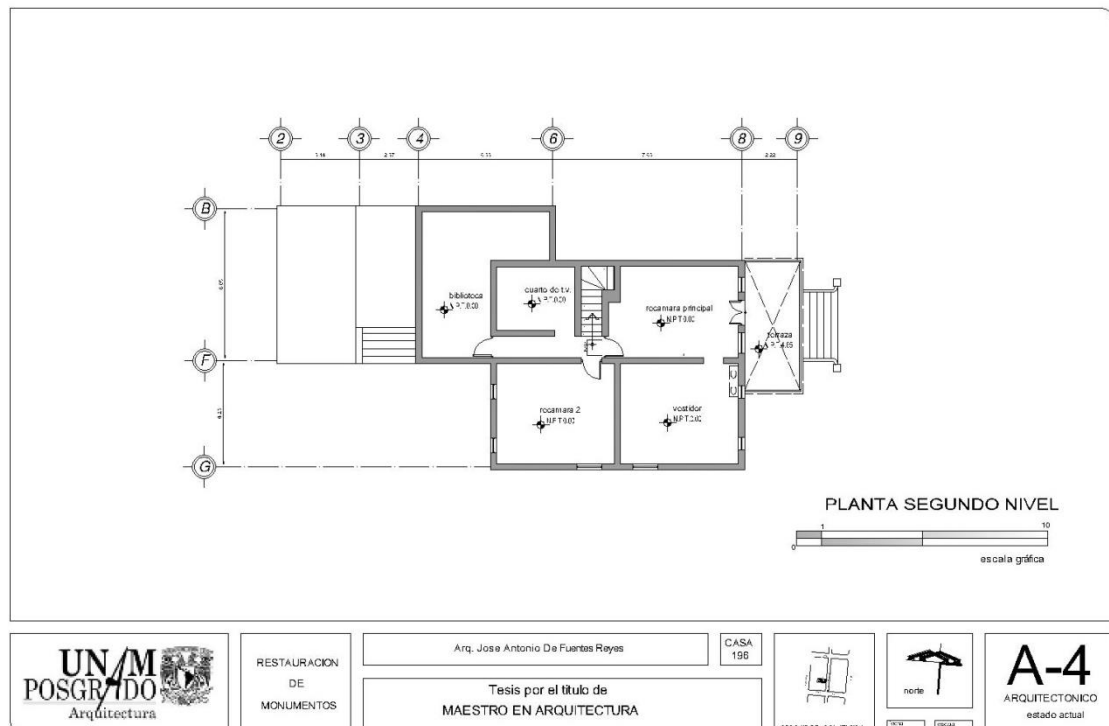 2
3
4
6
8
9
B
F
G
biblioteca
cuarto de t.v.
recamara principal
terraza
recamara 2
vestidor
PLANTA SEGUNDO NIVEL
0
1
10
escala gráfica
UNAM
POSGRADO
Arquitectura
RESTAURACION
DE
MONUMENTOS
Arq. Jose Antonio De Fuentes Reyes
CASA
196
Tesis por el titulo de
MAESTRO EN ARQUITECTURA
norte
A-4
ARQUITECTONICO
estado actual